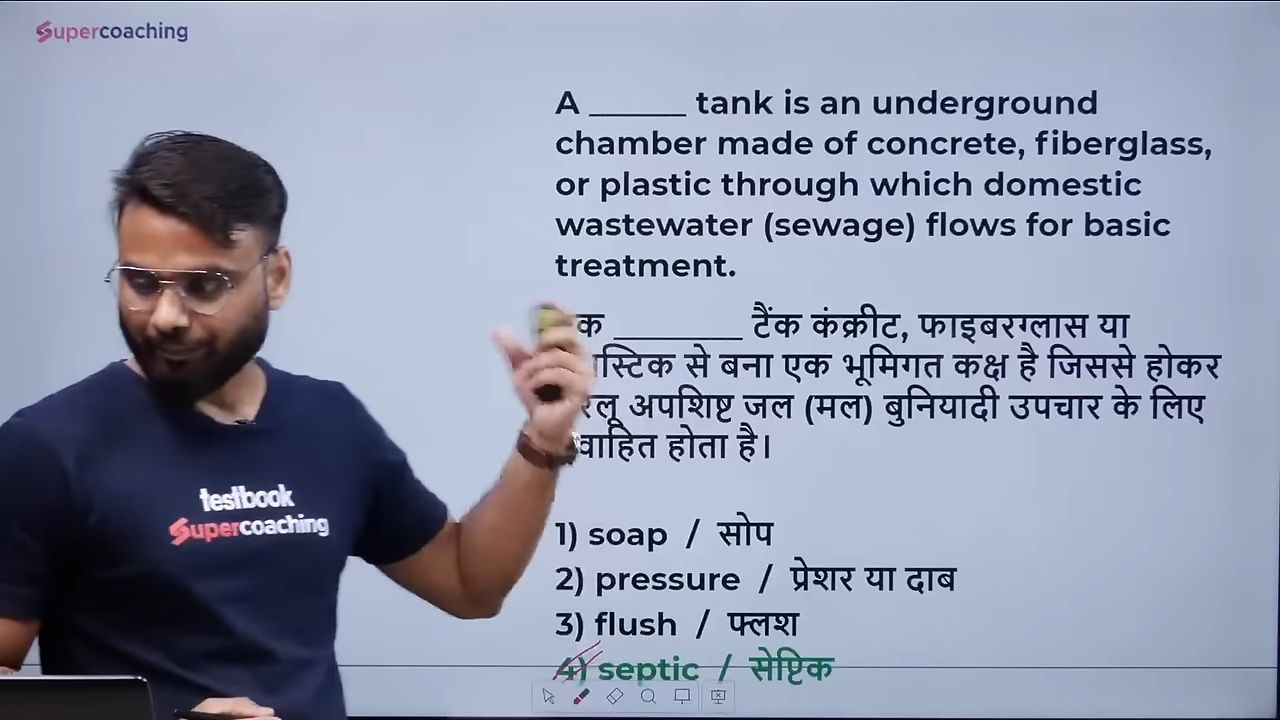 Supercoaching
A ______ tank is an underground
chamber made of concrete, fiberglass,
or plastic through which domestic
wastewater (sewage) flows for basic
treatment.
________ टैंक कंक्रीट, फाइबरग्लास या
से बना एक भूमिगत कक्ष है जिससे होकर
अपशिष्ट जल (मल) बुनियादी उपचार के लिए
होता है।
1) soap / सोप
2) pressure / प्रेशर या दाब
3) flush / फ्लश
4) septic / सेप्टिक
testbook
Supercoaching